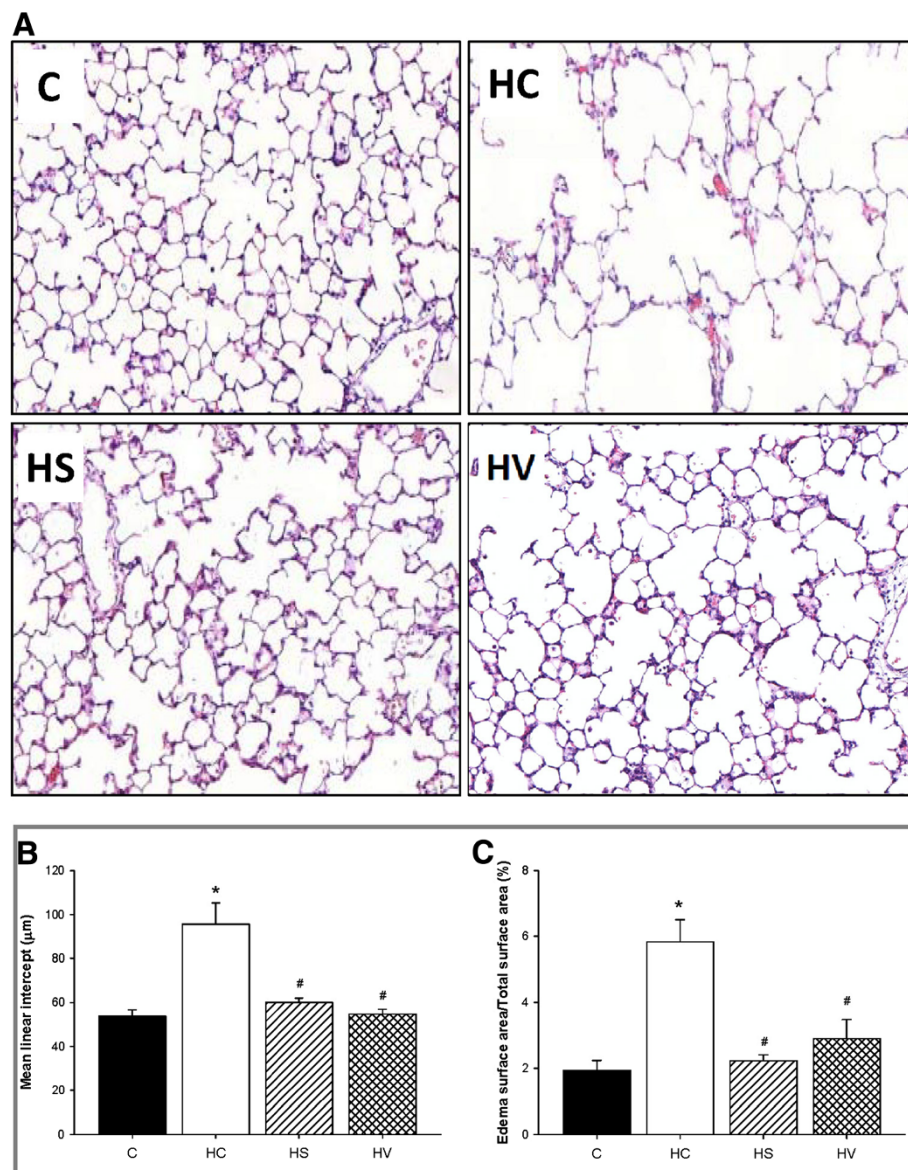 A
C
HC
HS
HV
B
Mean linear intercept (μm)
120
100
80
60
40
20
0
*
#
#
C
HC
HS
HV
C
Edema surface area/Total surface area (%)
8
6
4
2
0
*
#
#
C
HC
HS
HV